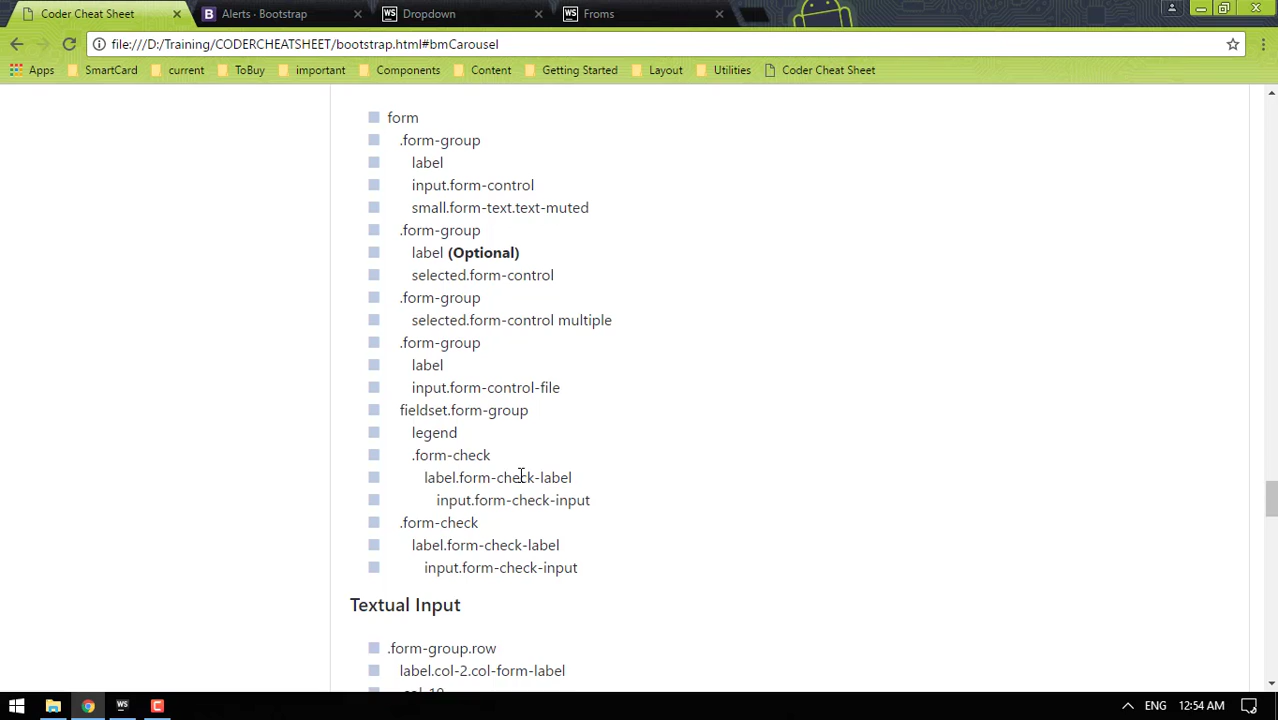 Coder Cheat Sheet
Alerts · Bootstrap
WS Dropdown
WS Froms
file:///D:/Training/CODERCHEATSHEET/bootstrap.html#bmCarousel
Apps SmartCard current ToBuy important Components Content Getting Started Layout Utilities Coder Cheat Sheet
form
.form-group
label
input.form-control
small.form-text.text-muted
.form-group
label (Optional)
selected.form-control
.form-group
selected.form-control multiple
.form-group
label
input.form-control-file
fieldset.form-group
legend
.form-check
label.form-check-label
input.form-check-input
.form-check
label.form-check-label
input.form-check-input
Textual Input
.form-group.row
label.col-2.col-form-label
.col-10
ENG 12:54 AM